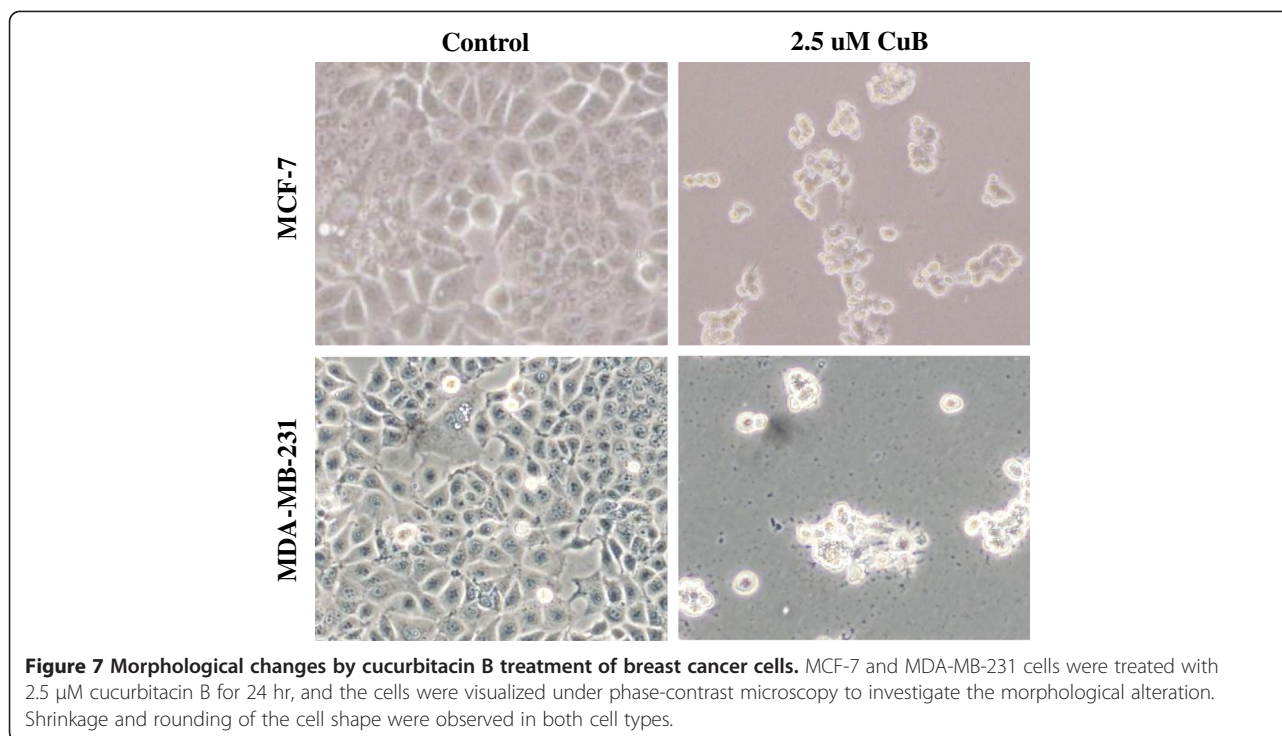 Control
2.5 uM CuB
MCF-7
MDA-MB-231
Figure 7 Morphological changes by cucurbitacin B treatment of breast cancer cells. MCF-7 and MDA-MB-231 cells were treated with
2.5 μM cucurbitacin B for 24 hr, and the cells were visualized under phase-contrast microscopy to investigate the morphological alteration.
Shrinkage and rounding of the cell shape were observed in both cell types.